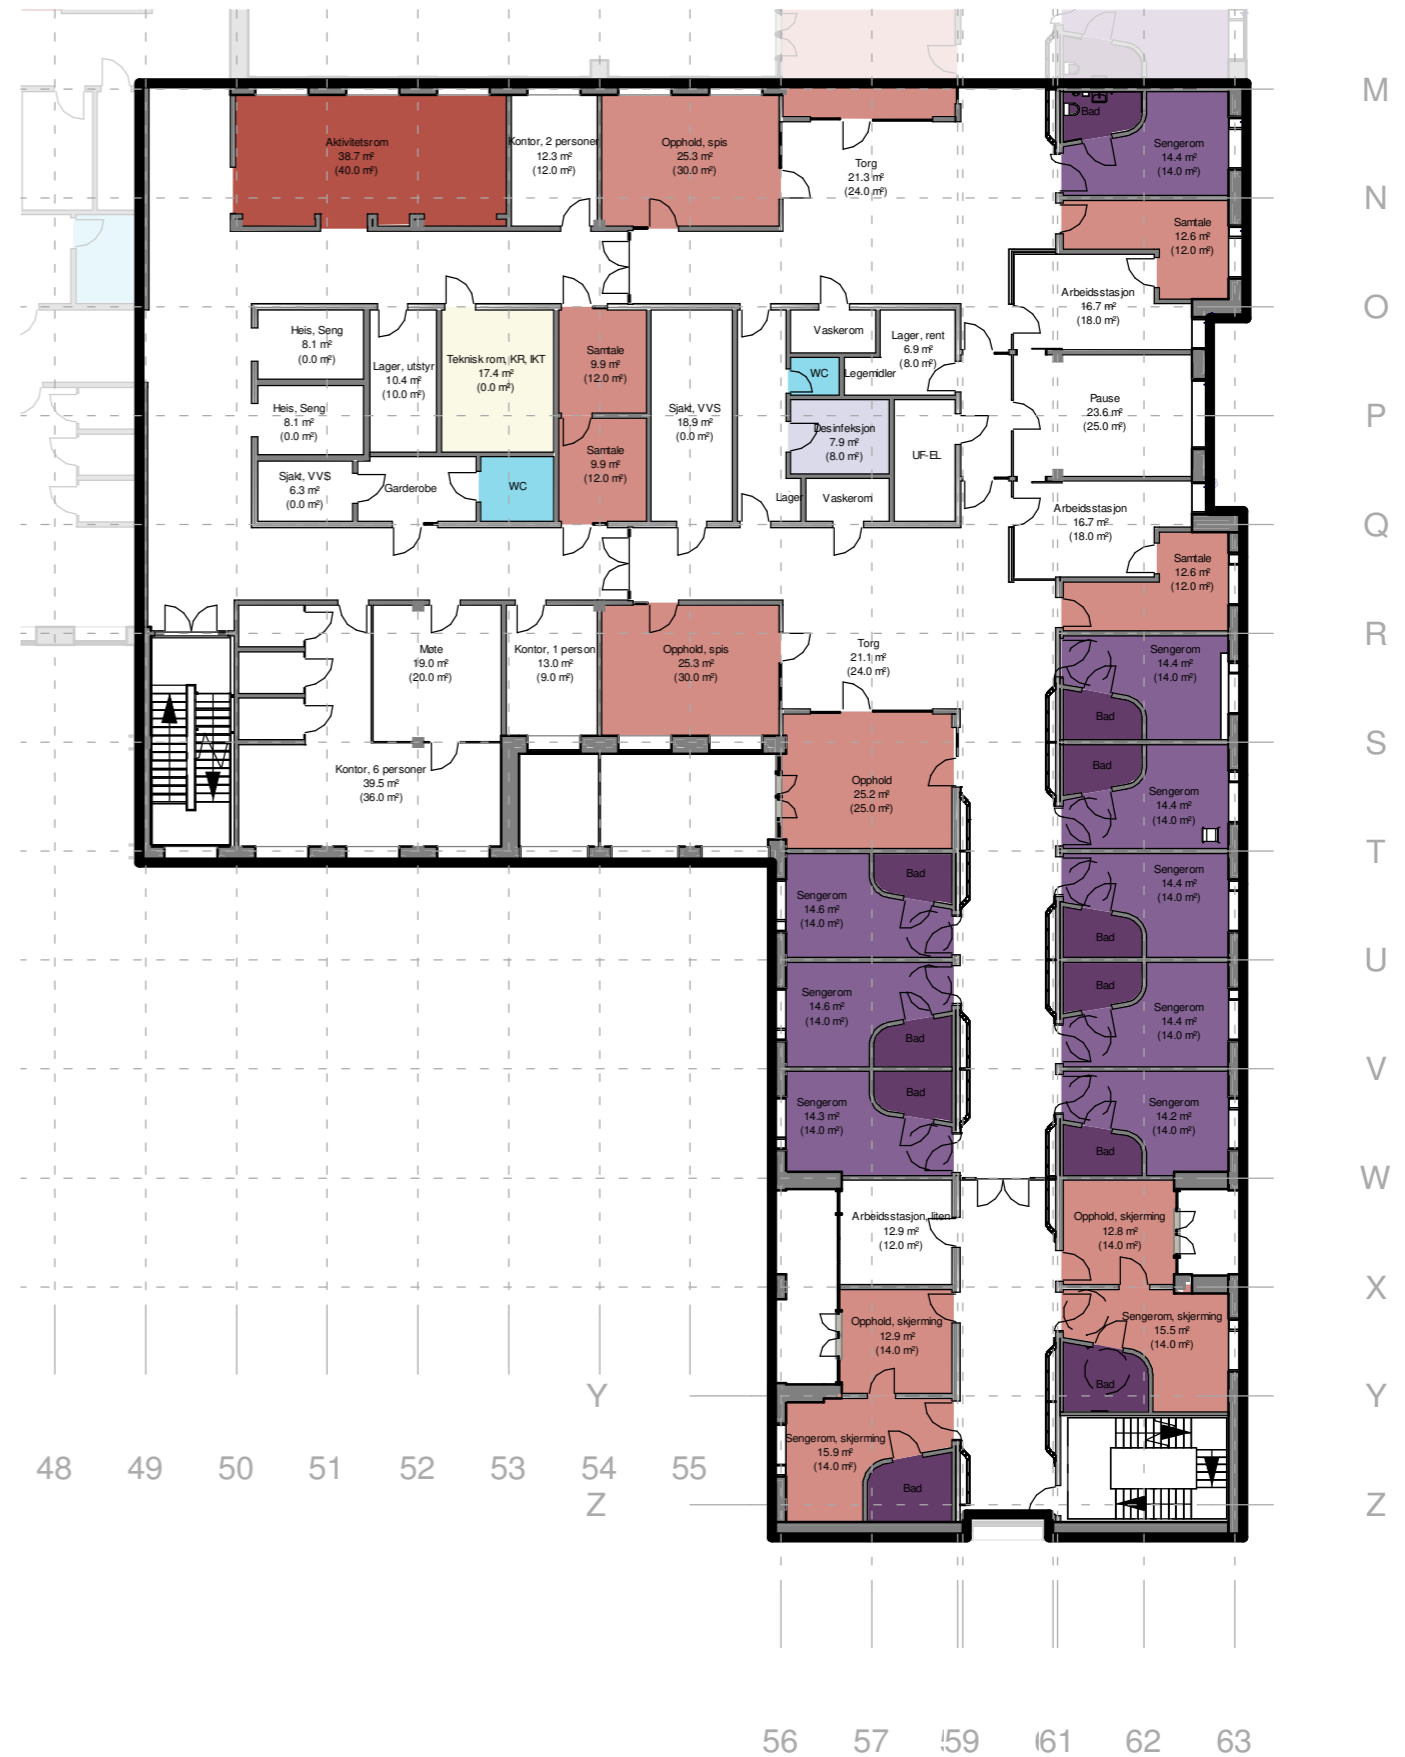 M
Aktivitetsrom
38.7 m²
(40.0 m²)
Kontor, 2 personer
12.3 m²
(12.0 m²)
Opphold, spis
25.3 m²
(30.0 m²)
Torg
21.3 m²
(24.0 m²)
Bad
Sengerom
14.4 m²
(14.0 m²)
N
Samtale
12.6 m²
(12.0 m²)
Arbeidsstasjon
16.7 m²
(18.0 m²)
O
Heis, Seng
8.1 m²
(0.0 m²)
Lager, utstyr
10.4 m²
(10.0 m²)
Teknisk rom, KR, IKT
17.4 m²
(0.0 m²)
Samtale
9.9 m²
(12.0 m²)
Vaskerom
Lager, rent
6.9 m²
(8.0 m²)
WC
Legemidler
Heis, Seng
8.1 m²
(0.0 m²)
Sjakt, VVS
18.9 m²
(0.0 m²)
Pause
23.6 m²
(25.0 m²)
P
Desinfeksjon
7.9 m²
(8.0 m²)
Samtale
9.9 m²
(12.0 m²)
UF-EL
Sjakt, VVS
6.3 m²
(0.0 m²)
Garderobe
WC
Lager
Vaskerom
Arbeidsstasjon
16.7 m²
(18.0 m²)
Q
Samtale
12.6 m²
(12.0 m²)
R
Møte
19.0 m²
(20.0 m²)
Kontor, 1 person
13.0 m²
(9.0 m²)
Opphold, spis
25.3 m²
(30.0 m²)
Torg
21.1 m²
(24.0 m²)
Sengerom
14.4 m²
(14.0 m²)
Bad
S
Kontor, 6 personer
39.5 m²
(36.0 m²)
Opphold
25.2 m²
(25.0 m²)
Bad
Sengerom
14.4 m²
(14.0 m²)
T
Sengerom
14.6 m²
(14.0 m²)
Bad
Sengerom
14.4 m²
(14.0 m²)
Bad
U
Sengerom
14.6 m²
(14.0 m²)
Bad
Bad
Sengerom
14.4 m²
(14.0 m²)
V
Sengerom
14.3 m²
(14.0 m²)
Bad
Sengerom
14.2 m²
(14.0 m²)
Bad
W
Arbeidsstasjon, liten
12.9 m²
(12.0 m²)
Opphold, skjerming
12.8 m²
(14.0 m²)
X
Opphold, skjerming
12.9 m²
(14.0 m²)
Sengerom, skjerming
15.5 m²
(14.0 m²)
Bad
Y Y
Sengerom, skjerming
15.9 m²
(14.0 m²)
Bad
48 49 50 51 52 53 54 55
Z Z
56 57 59 61 62 63